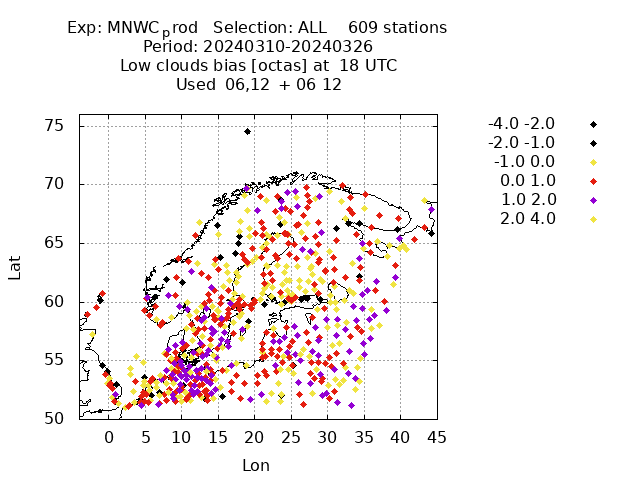 Exp: MNWC_prod   Selection: ALL    609 stations
Period: 20240310-20240326
Low clouds bias [octas] at  18 UTC
Used  06,12  + 06 12
75
70
65
60
55
50
0 5 10 15 20 25 30 35 40 45
Lat
Lon
-4.0 -2.0
-2.0 -1.0
-1.0 0.0
0.0 1.0
1.0 2.0
2.0 4.0